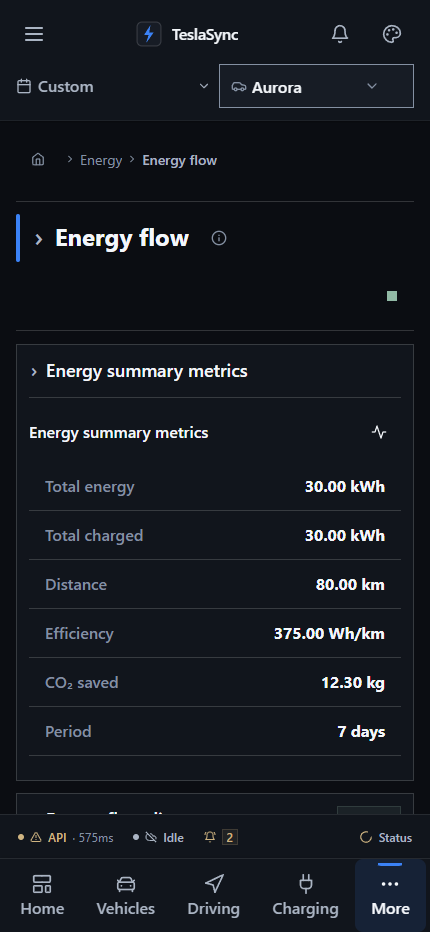 TeslaSync
Custom
Aurora
Energy
Energy flow
Energy flow
Energy summary metrics
Energy summary metrics
Total energy 30.00 kWh
Total charged 30.00 kWh
Distance 80.00 km
Efficiency 375.00 Wh/km
CO₂ saved 12.30 kg
Period 7 days
API · 575ms Idle 2 Status
Home Vehicles Driving Charging More